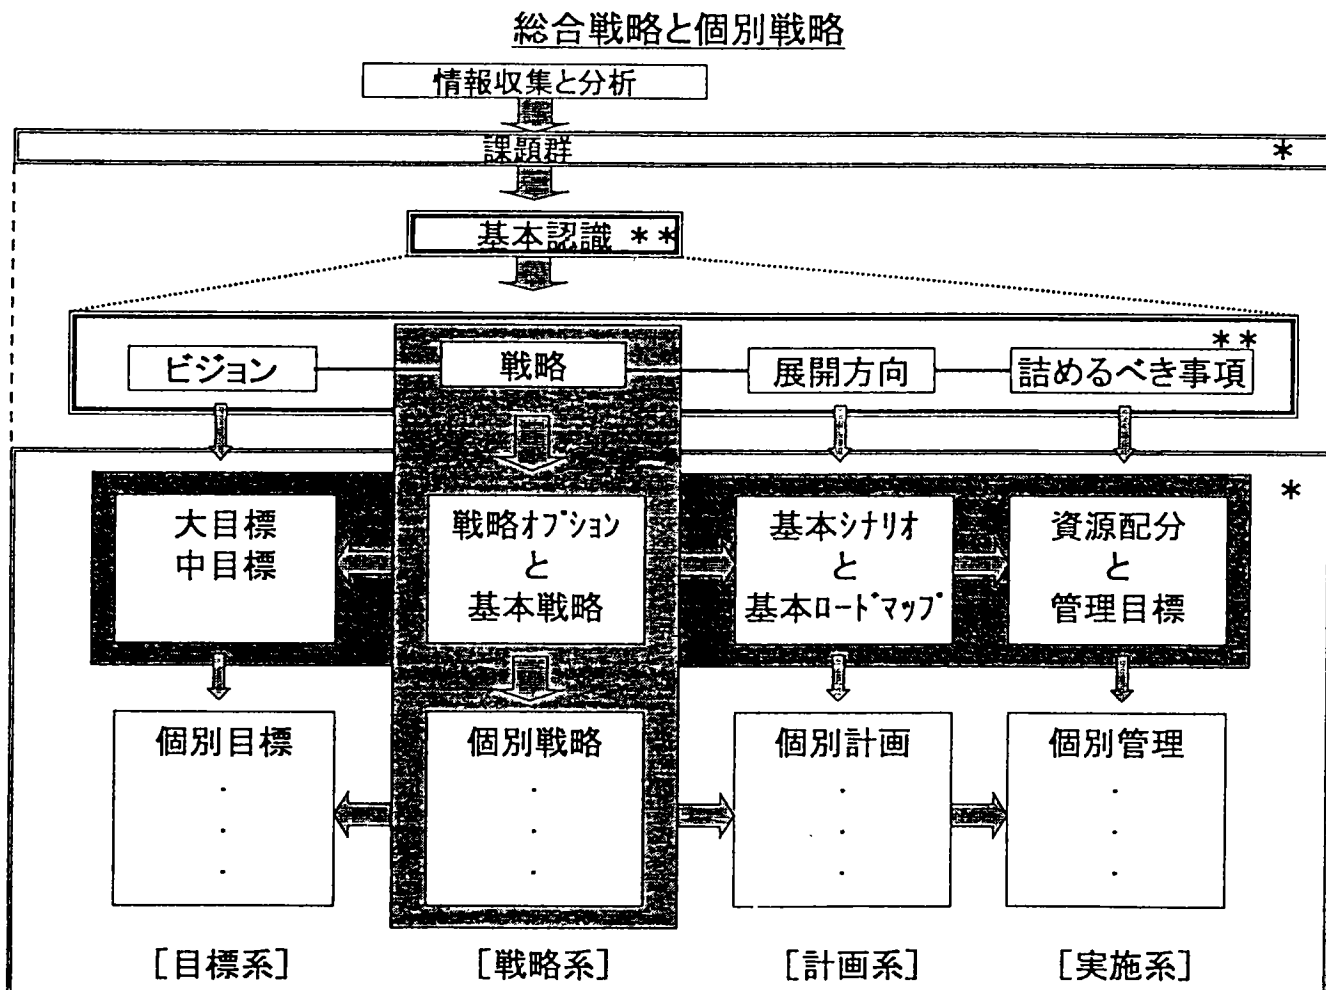 総合戦略と個別戦略
情報収集と分析
課題群 *
基本認識 **
**
ビジョン 戦略 展開方向 詰めるべき事項
*
大目標
中目標
戦略オプション
と
基本戦略
基本シナリオ
と
基本ロードマップ
資源配分
と
管理目標
個別目標
・
・
・
個別戦略
・
・
・
個別計画
・
・
・
個別管理
・
・
・
[目標系] [戦略系] [計画系] [実施系]